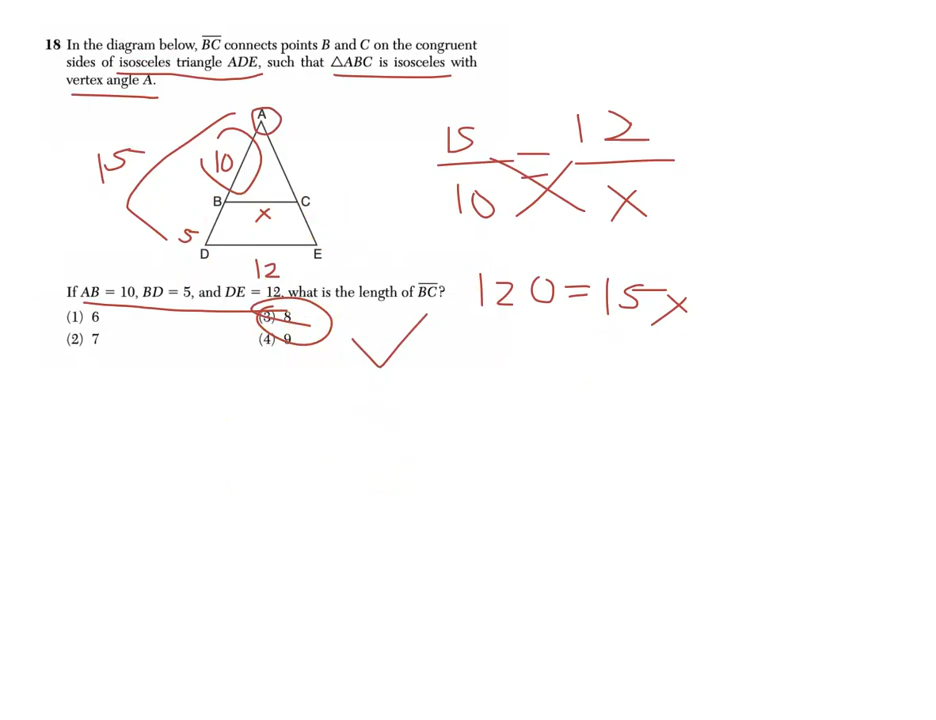 18 In the diagram below, BC connects points B and C on the congruent
sides of isosceles triangle ADE, such that △ABC is isosceles with
vertex angle A.
A
15
10
B
C
x
5
D
E
12
15/10 = 12/x
If AB = 10, BD = 5, and DE = 12, what is the length of BC?
120=15x
(1) 6
(3) 8
(2) 7
(4) 9